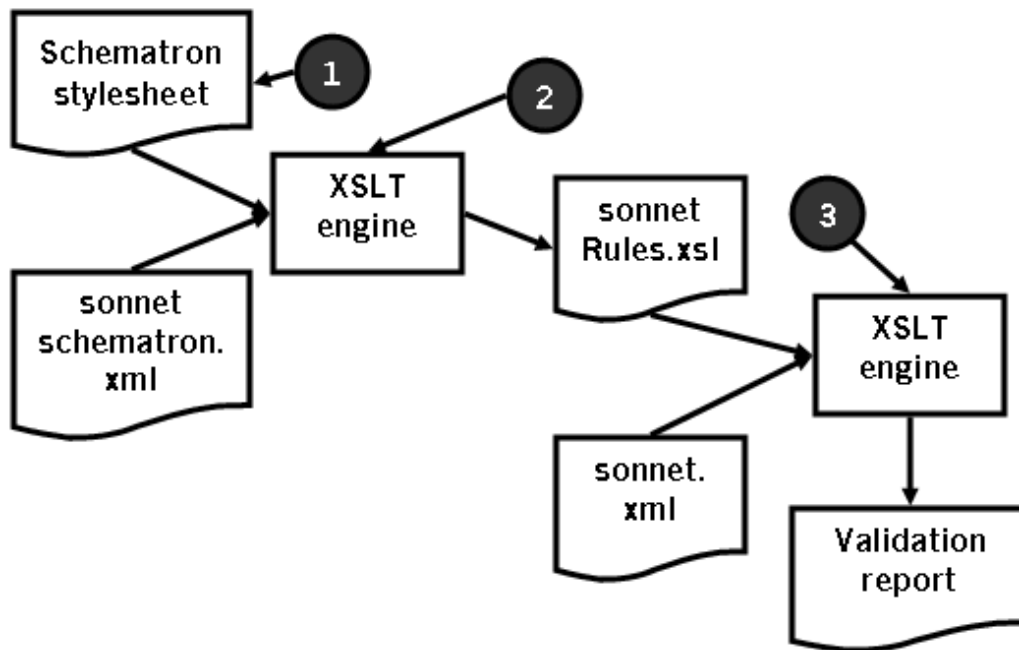 Schematron
stylesheet
1
2
XSLT
engine
sonnet
Rules.xsl
3
sonnet
schematron.
xml
XSLT
engine
sonnet.
xml
Validation
report